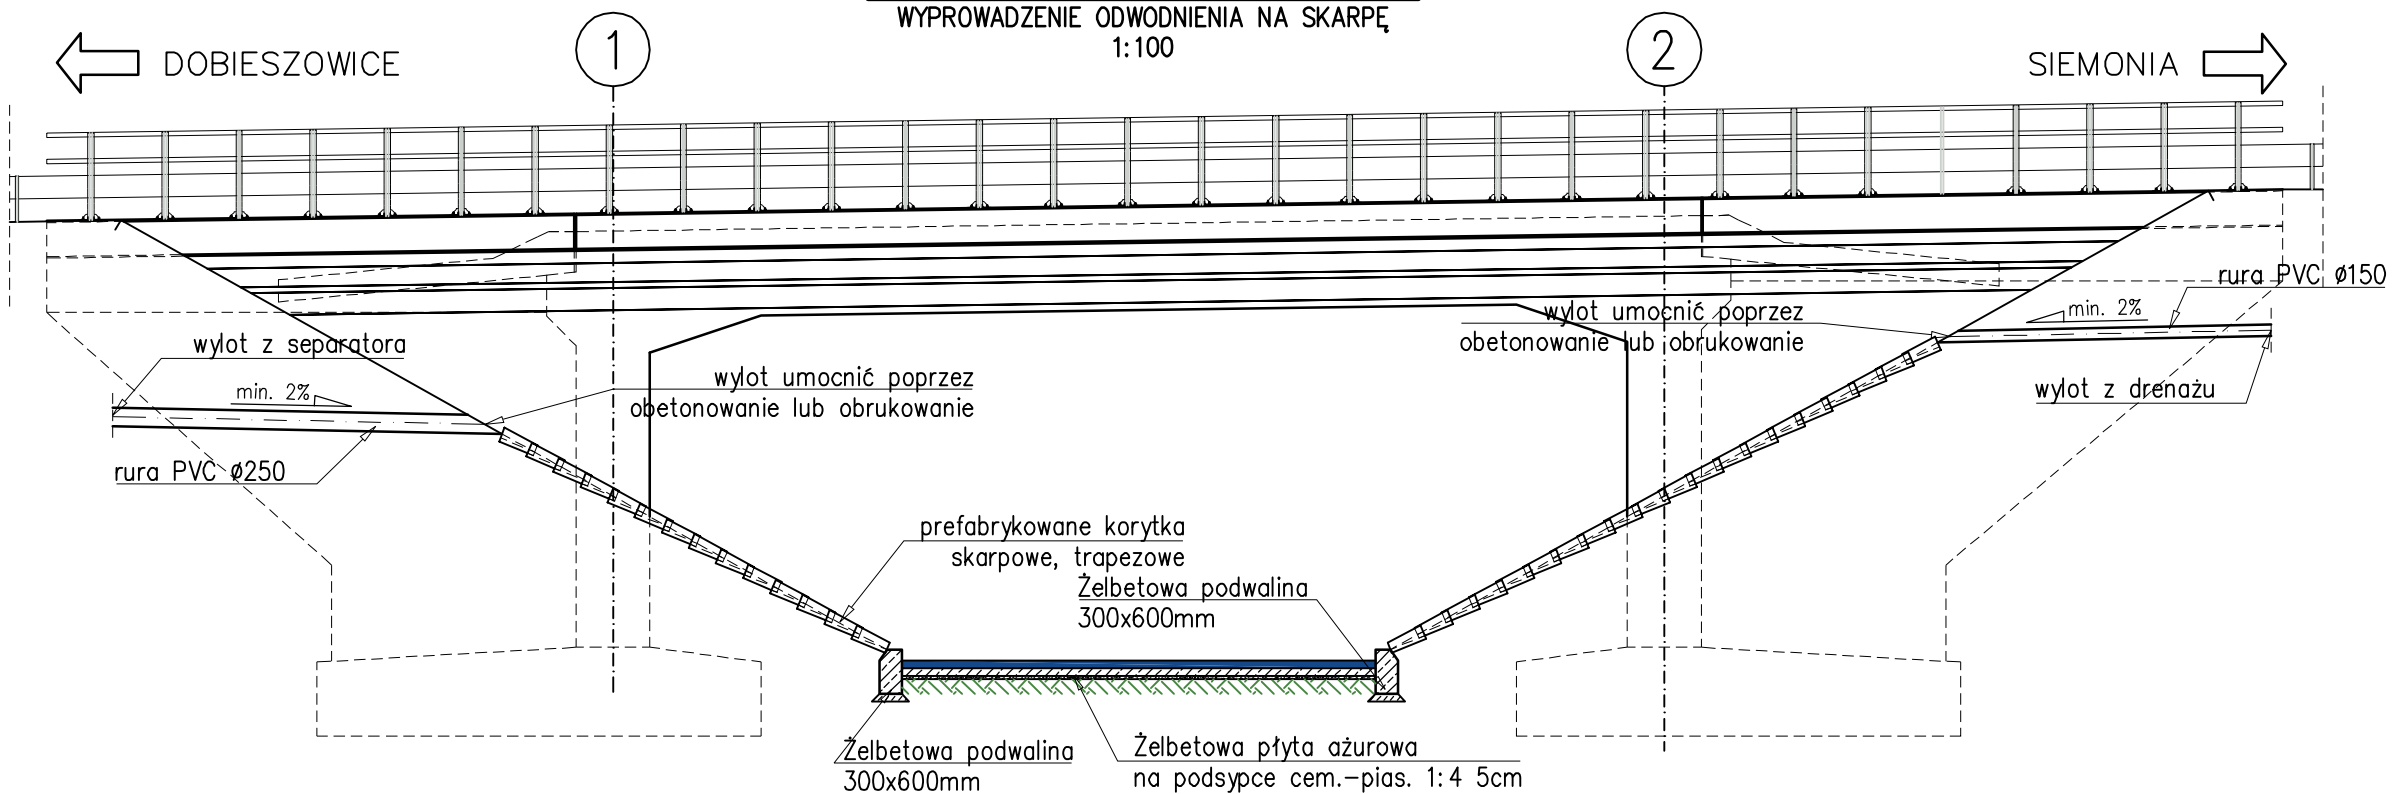 WYPROWADZENIE ODWODNIENIA NA SKARPĘ
1:100
DOBIESZOWICE
1
2
SIEMONIA
rura PVC ø150
min. 2%
wylot umocnić poprzez
obetonowanie lub obrukowanie
wylot z separatora
min. 2%
wylot umocnić poprzez
obetonowanie lub obrukowanie
wylot z drenażu
rura PVC ø250
prefabrykowane korytka
skarpowe, trapezowe
Żelbetowa podwalina
300x600mm
Żelbetowa podwalina
300x600mm
Żelbetowa płyta ażurowa
na podsypce cem.-pias. 1:4 5cm